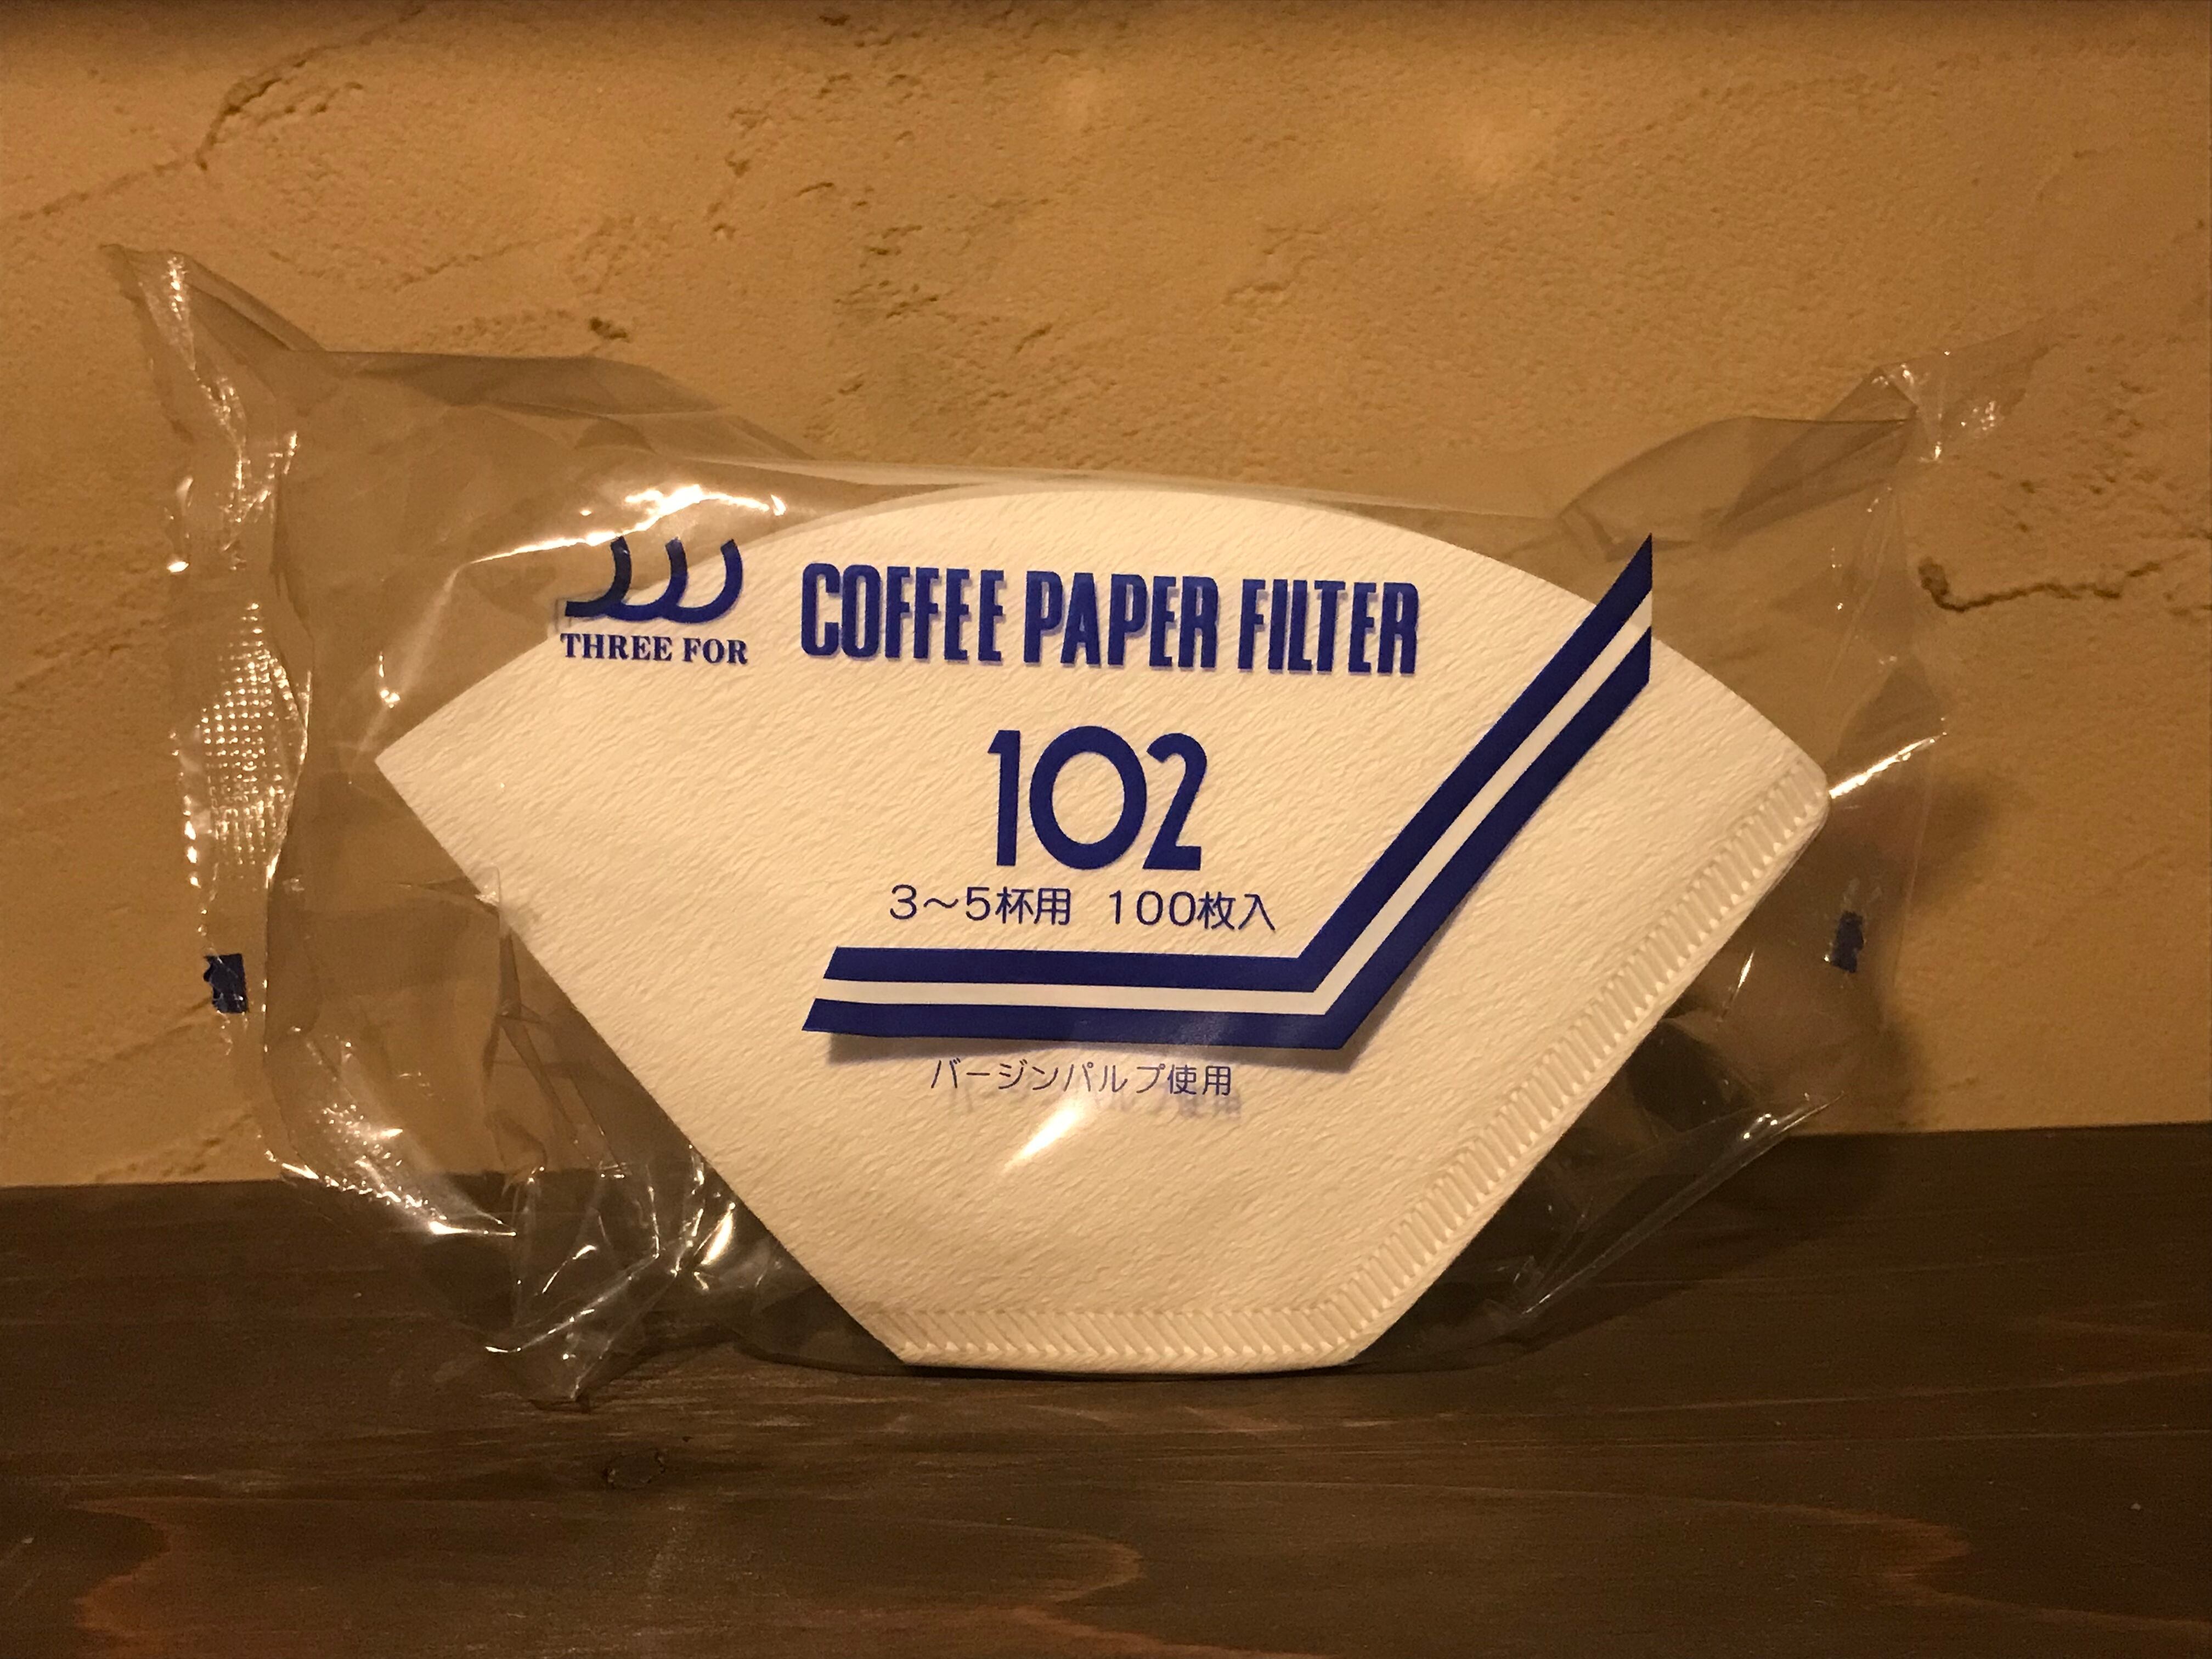 THREE FOR
COFFEE PAPER FILTER
102
3～5杯用 100枚入
バージンパルプ使用